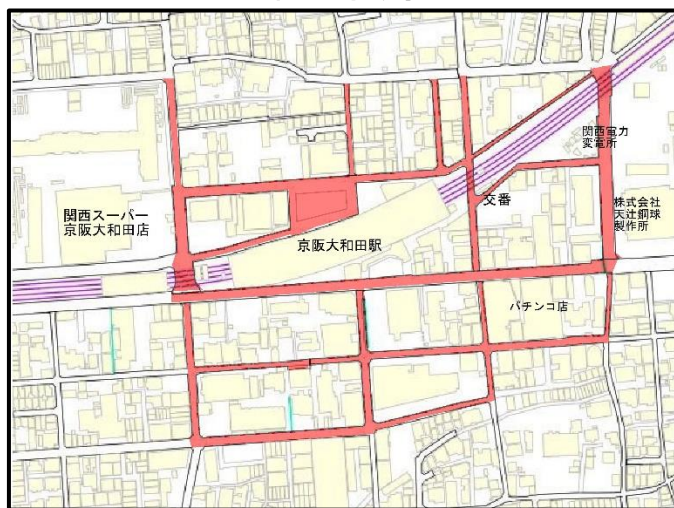 関西電力
変電所
関西スーパー
京阪大和田店
交番
株式会社
天辻鋼球
製作所
京阪大和田駅
パチンコ店